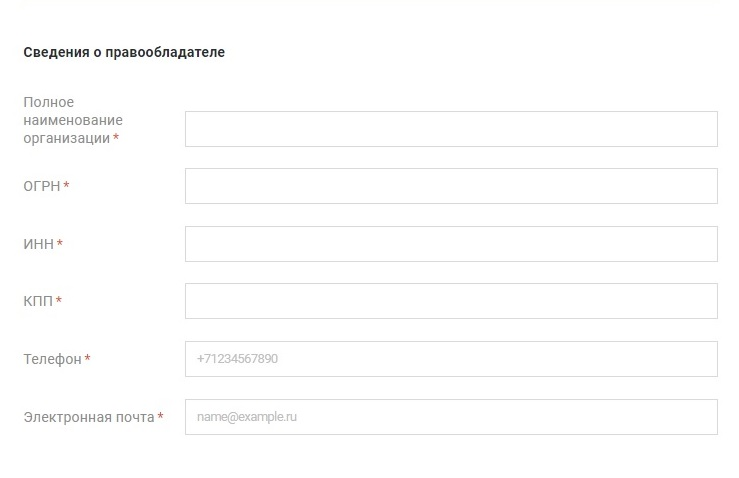 Сведения о правообладателе
Полное
наименование
организации *
ОГРН *
ИНН *
КПП *
Телефон *
+71234567890
Электронная почта *
name@example.ru